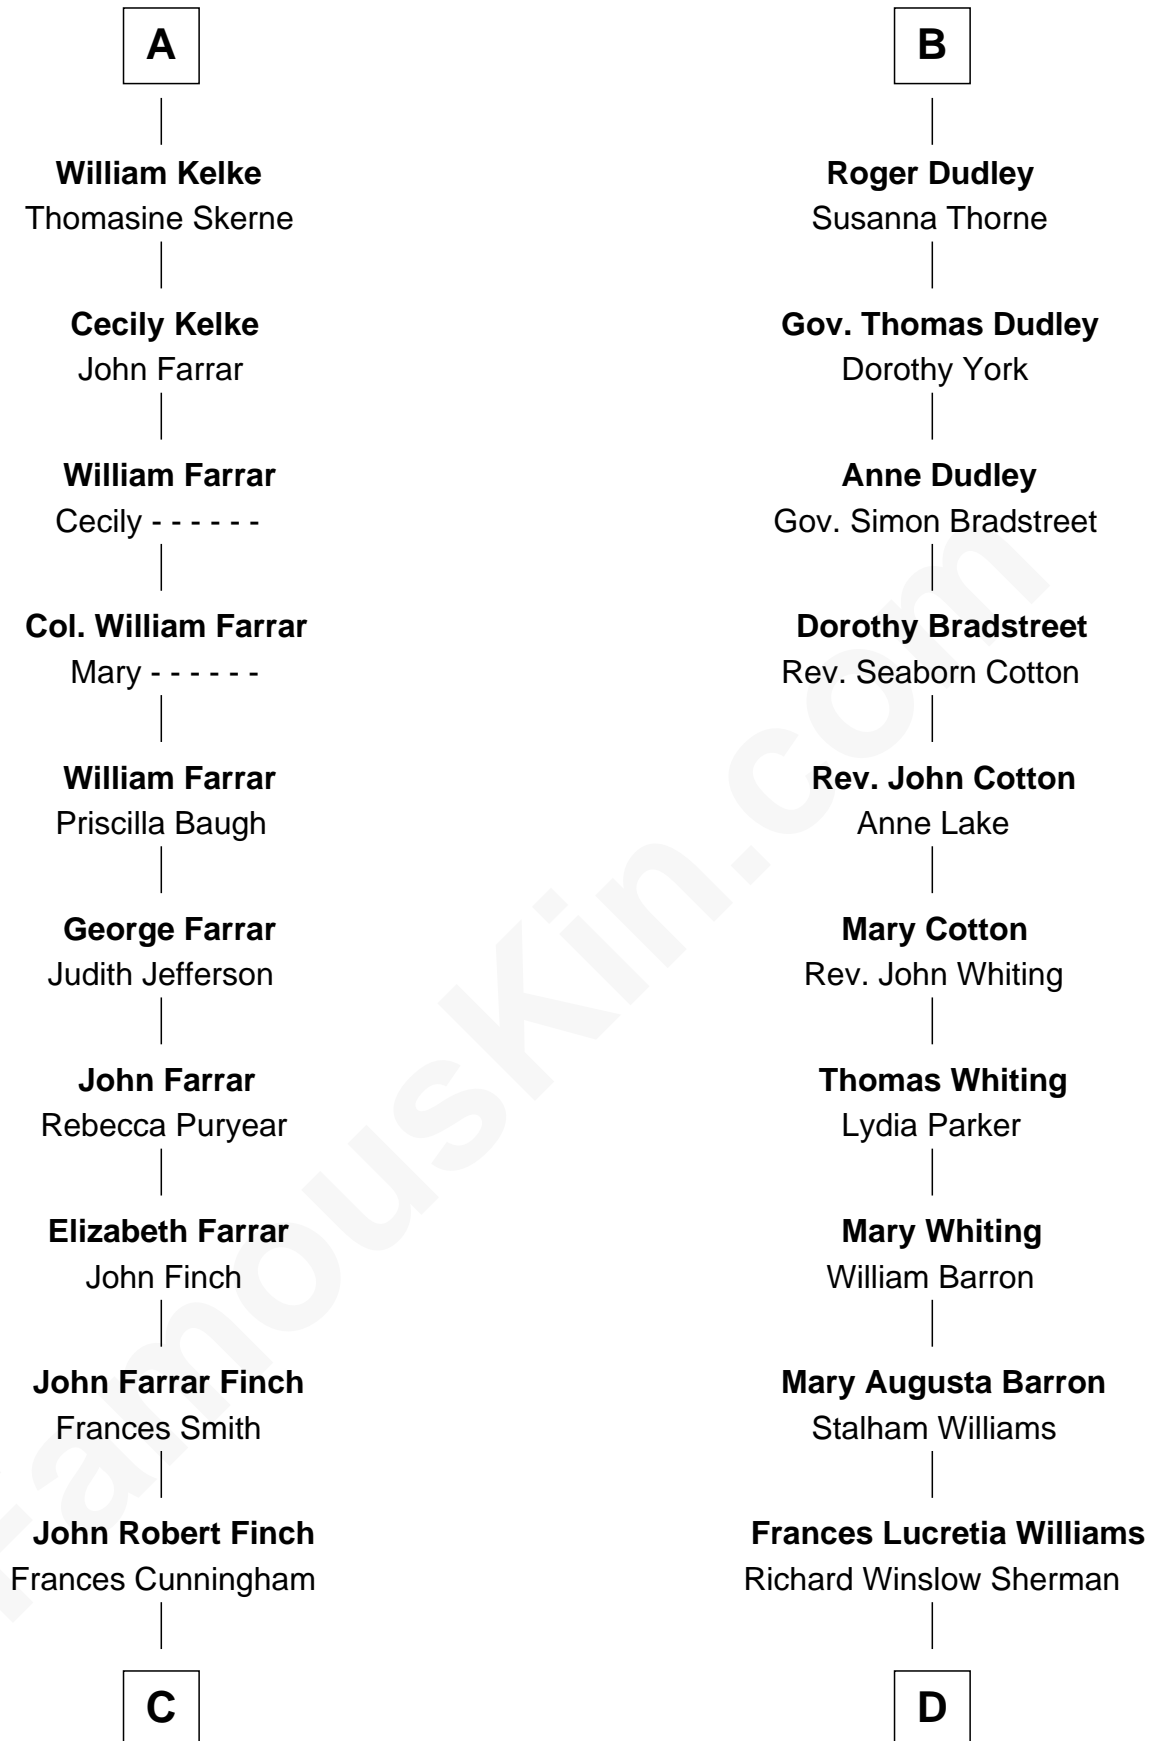 A
William Kelke
Thomasine Skerne
Cecily Kelke
John Farrar
William Farrar
Cecily - - - - - -
Col. William Farrar
Mary - - - - - -
William Farrar
Priscilla Baugh
George Farrar
Judith Jefferson
John Farrar
Rebecca Puryear
Elizabeth Farrar
John Finch
John Farrar Finch
Frances Smith
John Robert Finch
Frances Cunningham
C
B
Roger Dudley
Susanna Thorne
Gov. Thomas Dudley
Dorothy York
Anne Dudley
Gov. Simon Bradstreet
Dorothy Bradstreet
Rev. Seaborn Cotton
Rev. John Cotton
Anne Lake
Mary Cotton
Rev. John Whiting
Thomas Whiting
Lydia Parker
Mary Whiting
William Barron
Mary Augusta Barron
Stalham Williams
Frances Lucretia Williams
Richard Winslow Sherman
D
FamousKin.com